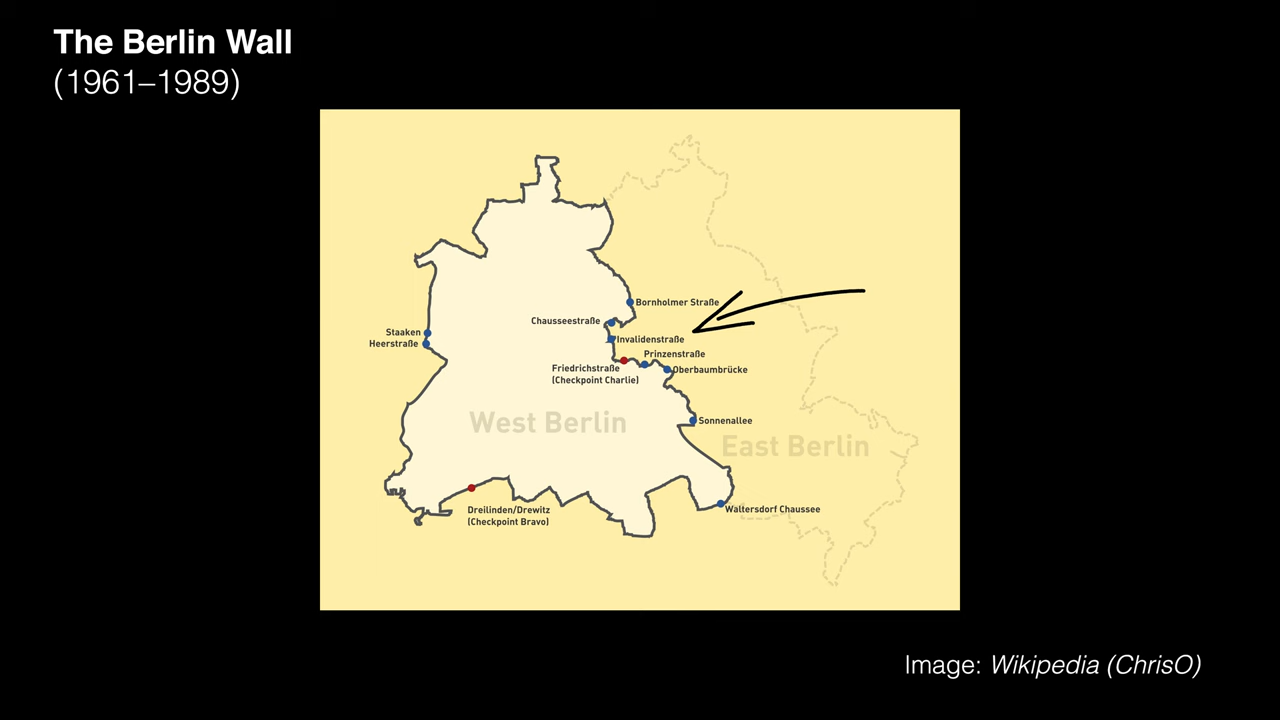 The Berlin Wall
(1961–1989)
Bornholmer Straße
Chausseestraße
Staaken
Heerstraße
Invalidenstraße
Prinzenstraße
Friedrichstraße
(Checkpoint Charlie)
Oberbaumbrücke
West Berlin
Sonnenallee
East Berlin
Dreilinden/Drewitz
(Checkpoint Bravo)
Waltersdorf Chaussee
Image: Wikipedia (ChrisO)